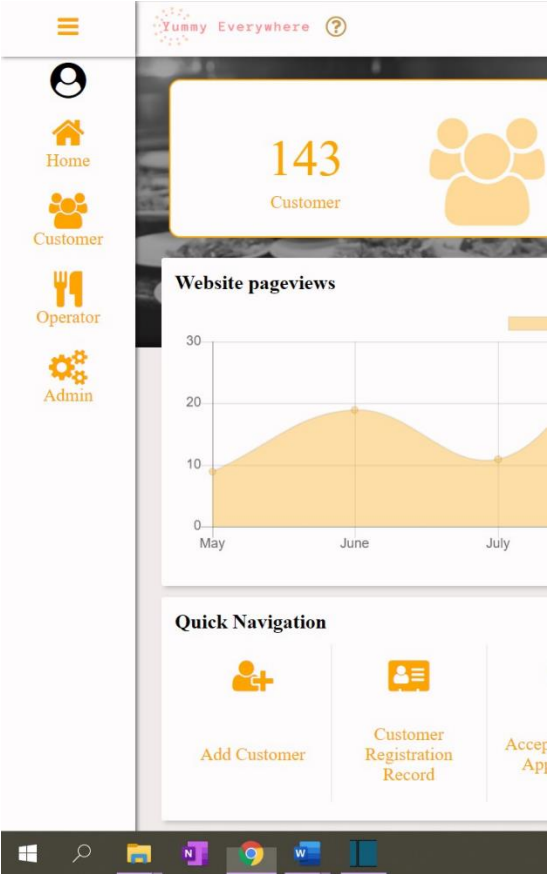 Yummy Everywhere
Home
Customer
Operator
Admin
143
Customer
Website pageviews
30
20
10
0
May June July
Quick Navigation
Add Customer
Customer
Registration
Record